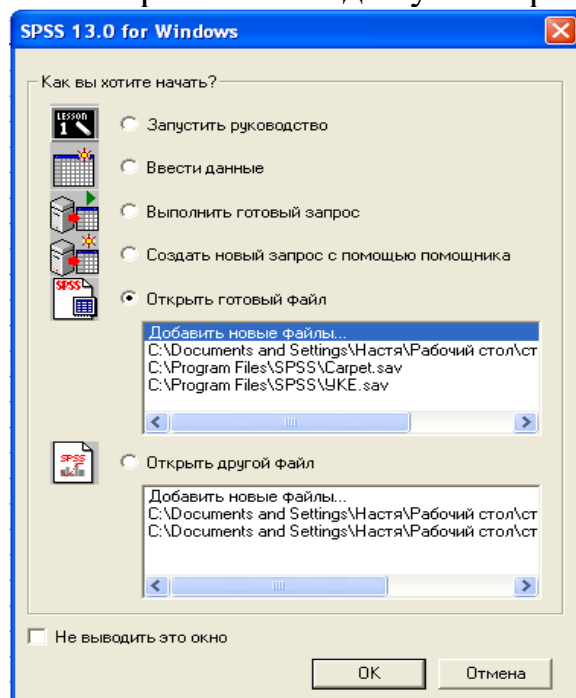 SPSS 13.0 for Windows
Как вы хотите начать?
LESSON
1
Запустить руководство
Ввести данные
Выполнить готовый запрос
Создать новый запрос с помощью помощника
SPSS
Открыть готовый файл
Добавить новые файлы...
C:\Documents and Settings\Настя\Рабочий стол\ст
C:\Program Files\SPSS\Carpet.sav
C:\Program Files\SPSS\УКЕ.sav
SPSS
Открыть другой файл
Добавить новые файлы...
C:\Documents and Settings\Настя\Рабочий стол\ст
C:\Documents and Settings\Настя\Рабочий стол\ст
Не выводить это окно
OK
Отмена